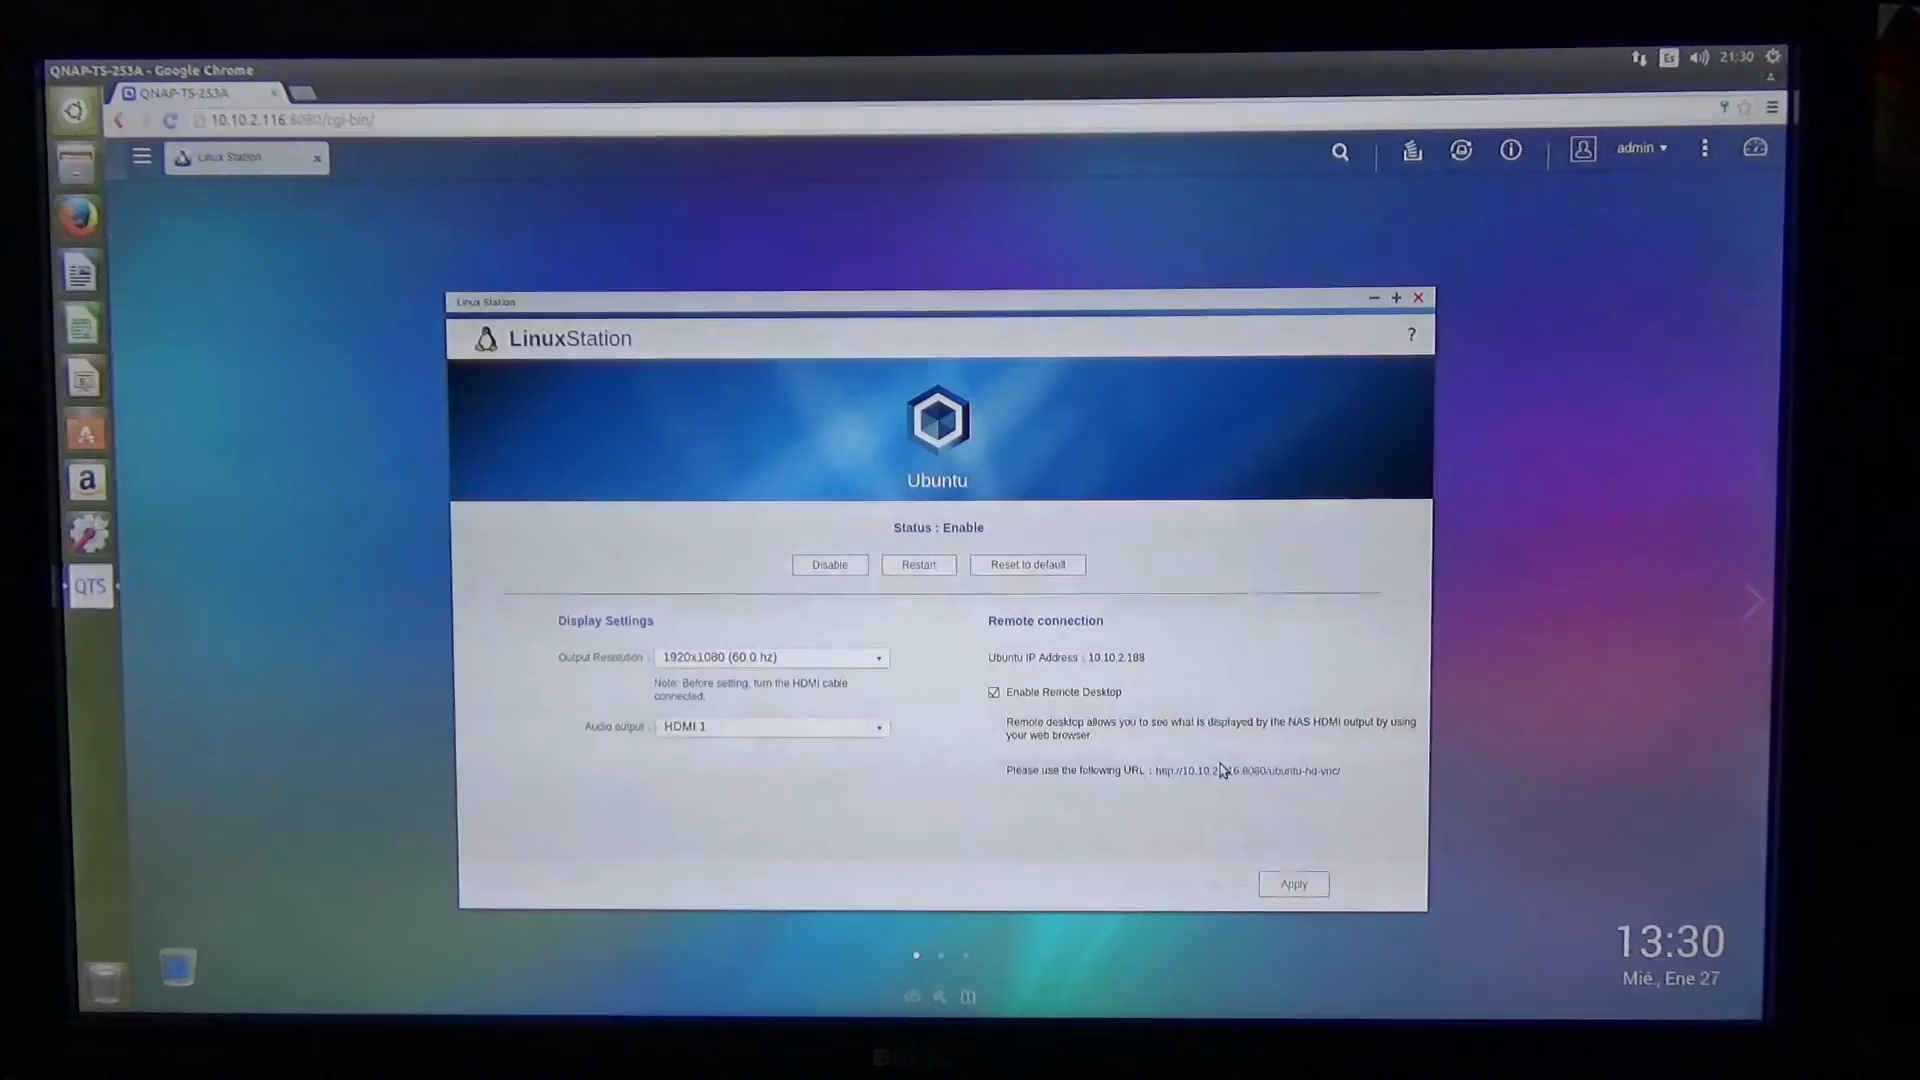 QNAP-TS-253A - Google Chrome
Es
21:30
QNAP-TS-253A
10.10.2.116:8080/cgi-bin/
Linux Station
admin
Linux Station
LinuxStation
?
Ubuntu
Status : Enable
Disable
Restart
Reset to default
Display Settings
Output Resolution :
1920x1080 (60.0 hz)
Note: Before setting, turn the HDMI cable
connected.
Audio output :
HDMI 1
Remote connection
Ubuntu IP Address : 10.10.2.188
Enable Remote Desktop
Remote desktop allows you to see what is displayed by the NAS HDMI output by using
your web browser.
Please use the following URL :
Apply
QTS
13:30
Mié., Ene 27